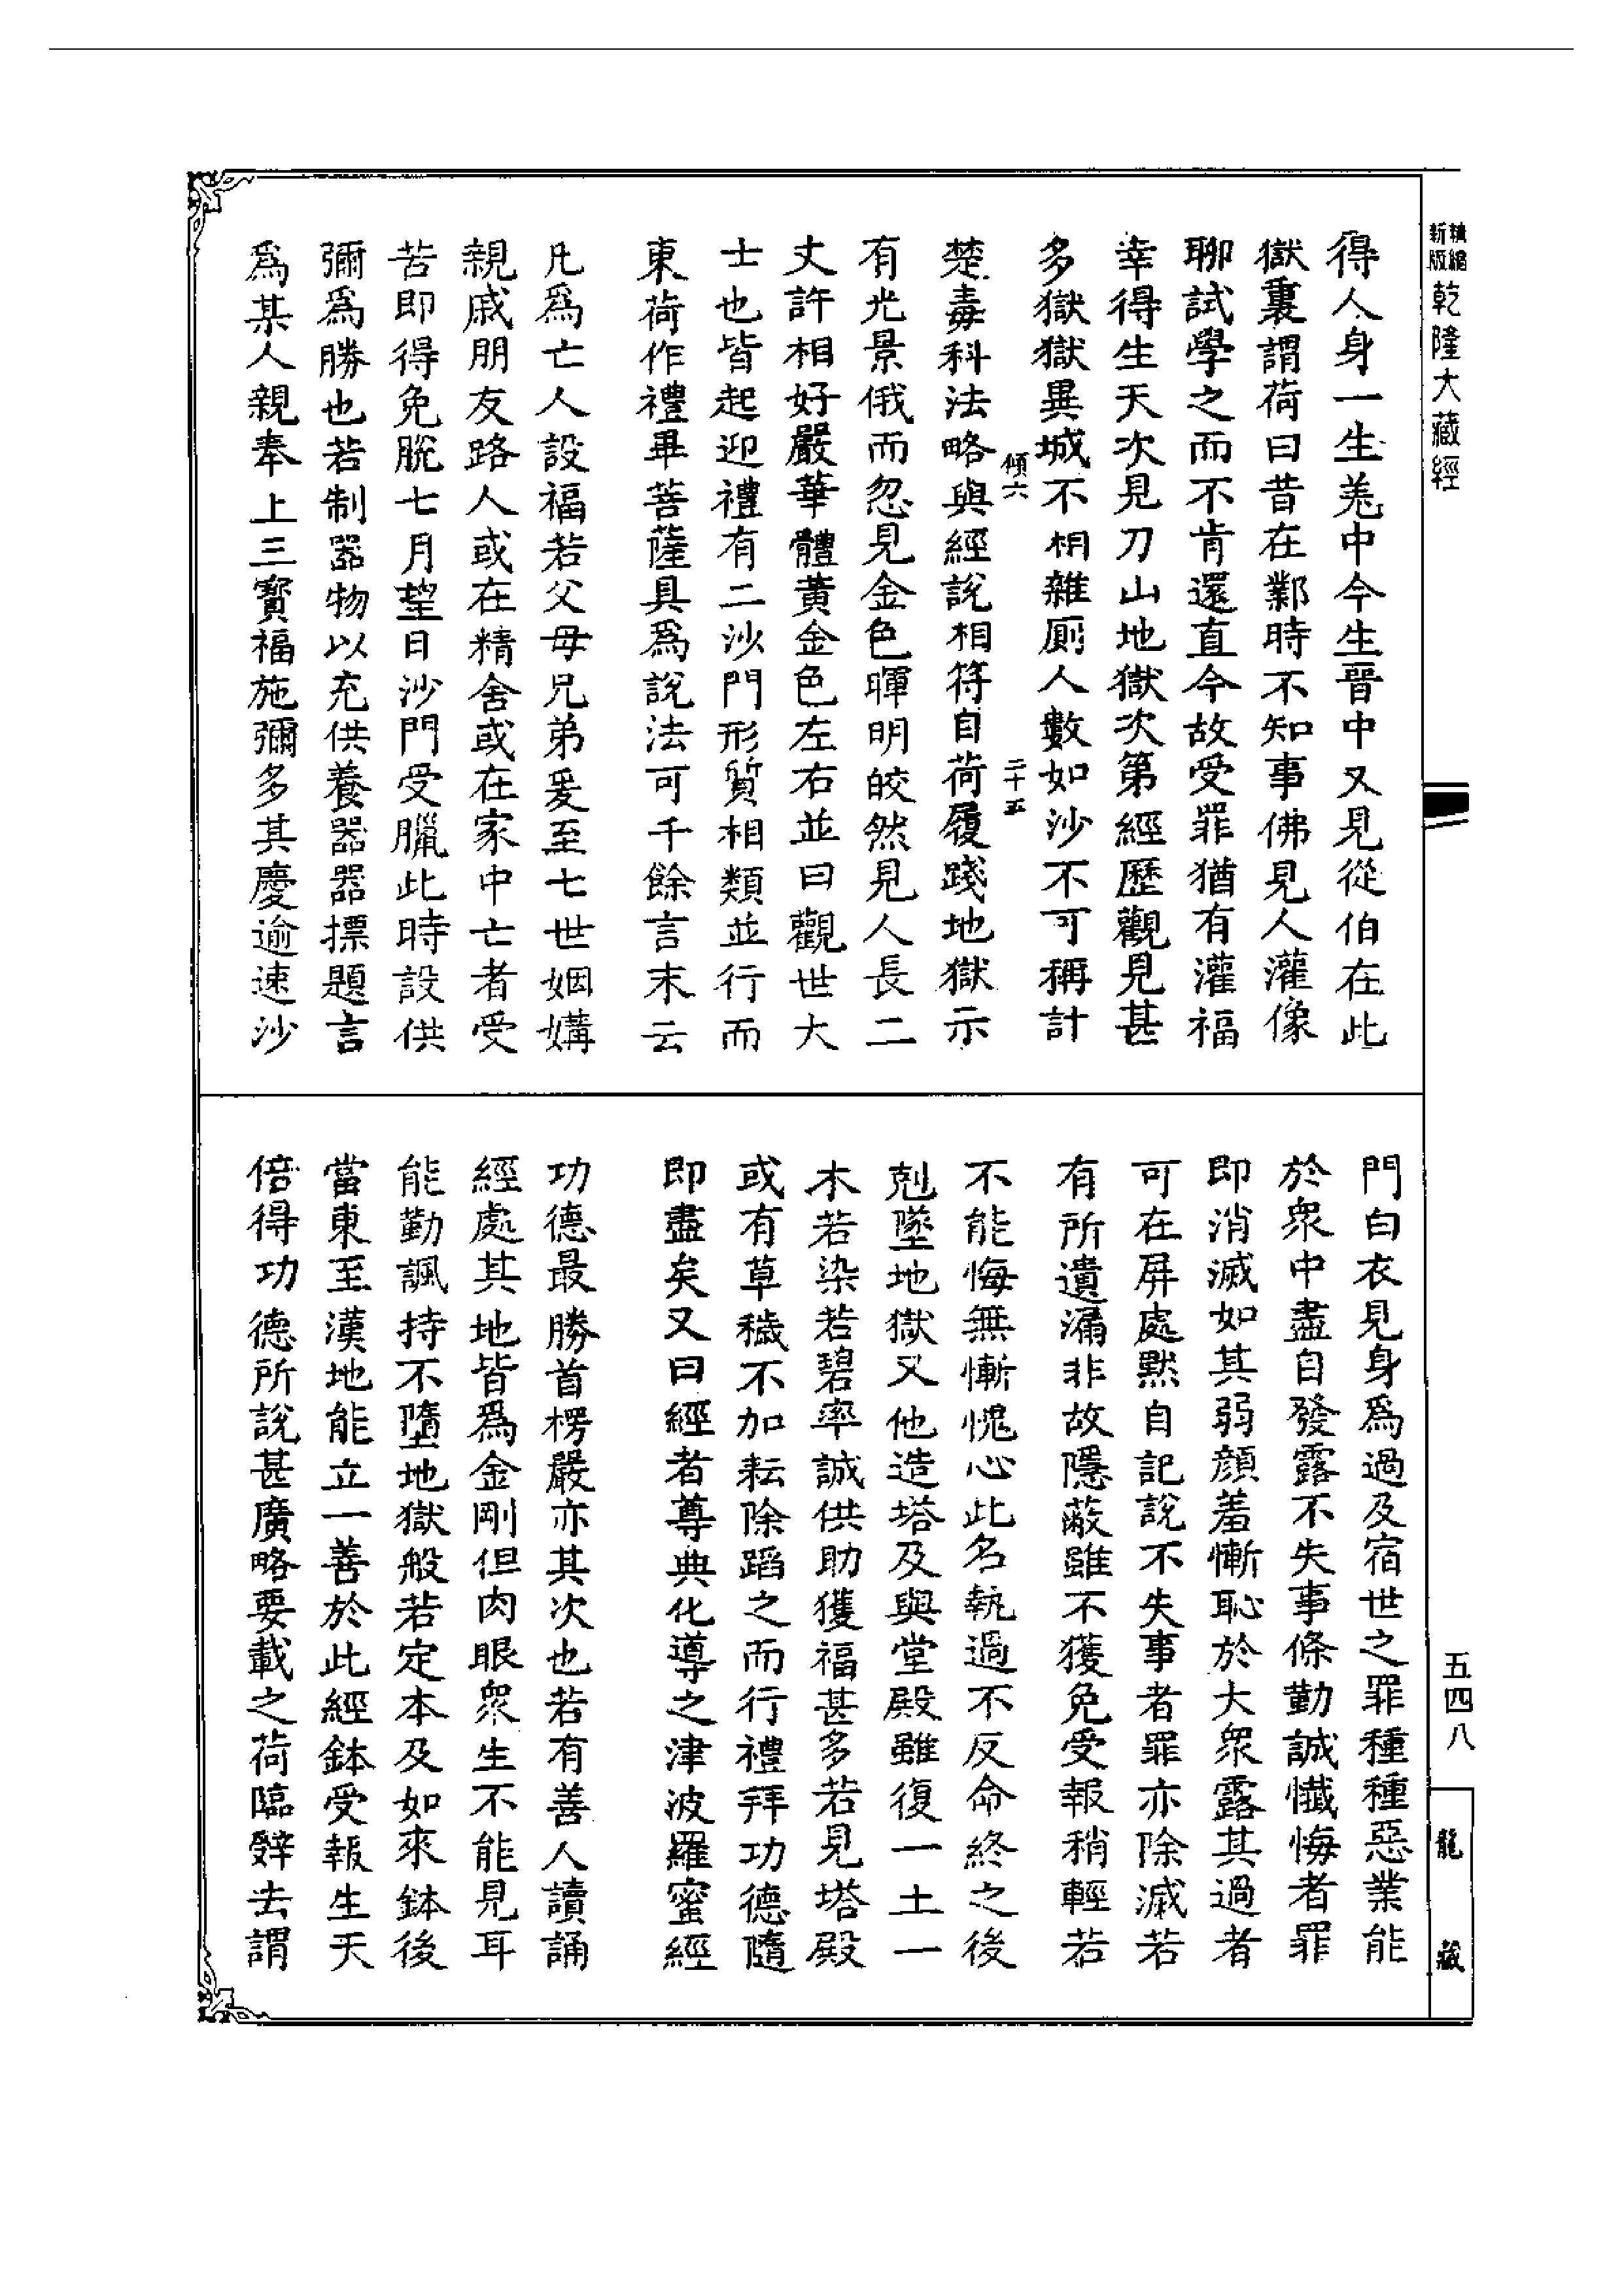 精縮新版乾隆大藏經
得人身一生羗中今生晉中又見從伯在此
獄裏謂荷曰昔在鄴時不知事佛見人灌像
聊試學之而不肯還直今故受罪猶有灌福
幸得生天次見刀山地獄次第經歷觀見甚
多獄獄異城不相雜厠人數如沙不可稱計
傾六 二十五
楚毒科法略與經說相符自荷履踐地獄示
有光景俄而忽見金色暉明皎然見人長二
丈許相好嚴華體黃金色左右並曰觀世大
士也皆起迎禮有二沙門形質相類並行而
東荷作禮畢菩薩具爲說法可千餘言末云
凡爲亡人設福若父母兄弟爰至七世姻媾
親戚朋友路人或在精舍或在家中亡者受
苦即得免脫七月望日沙門受臘此時設供
彌爲勝也若制器物以充供養器器摽題言
爲某人親奉上三寳福施彌多其慶逾速沙
門白衣見身爲過及宿世之罪種種惡業能
於衆中盡自發露不失事條勤誠懺悔者罪
即消滅如其弱顔羞慚恥於大衆露其過者
可在屛處黙自記說不失事者罪亦除滅若
有所遺漏非故隱蔽雖不獲免受報稍輕若
不能悔無慚愧心此名執過不反命終之後
剋墜地獄又他造塔及與堂殿雖復一土一
木若染若碧率誠供助獲福甚多若見塔殿
或有草穢不加耘除蹈之而行禮拜功德隨
即盡矣又曰經者尊典化導之津波羅蜜經
功德最勝首楞嚴亦其次也若有善人讀誦
經處其地皆爲金剛但肉眼衆生不能見耳
能勤諷持不墮地獄般若定本及如來鉢後
當東至漢地能立一善於此經鉢受報生天
倍得功德所說甚廣略要載之荷臨辭去謂
五四八
龍藏